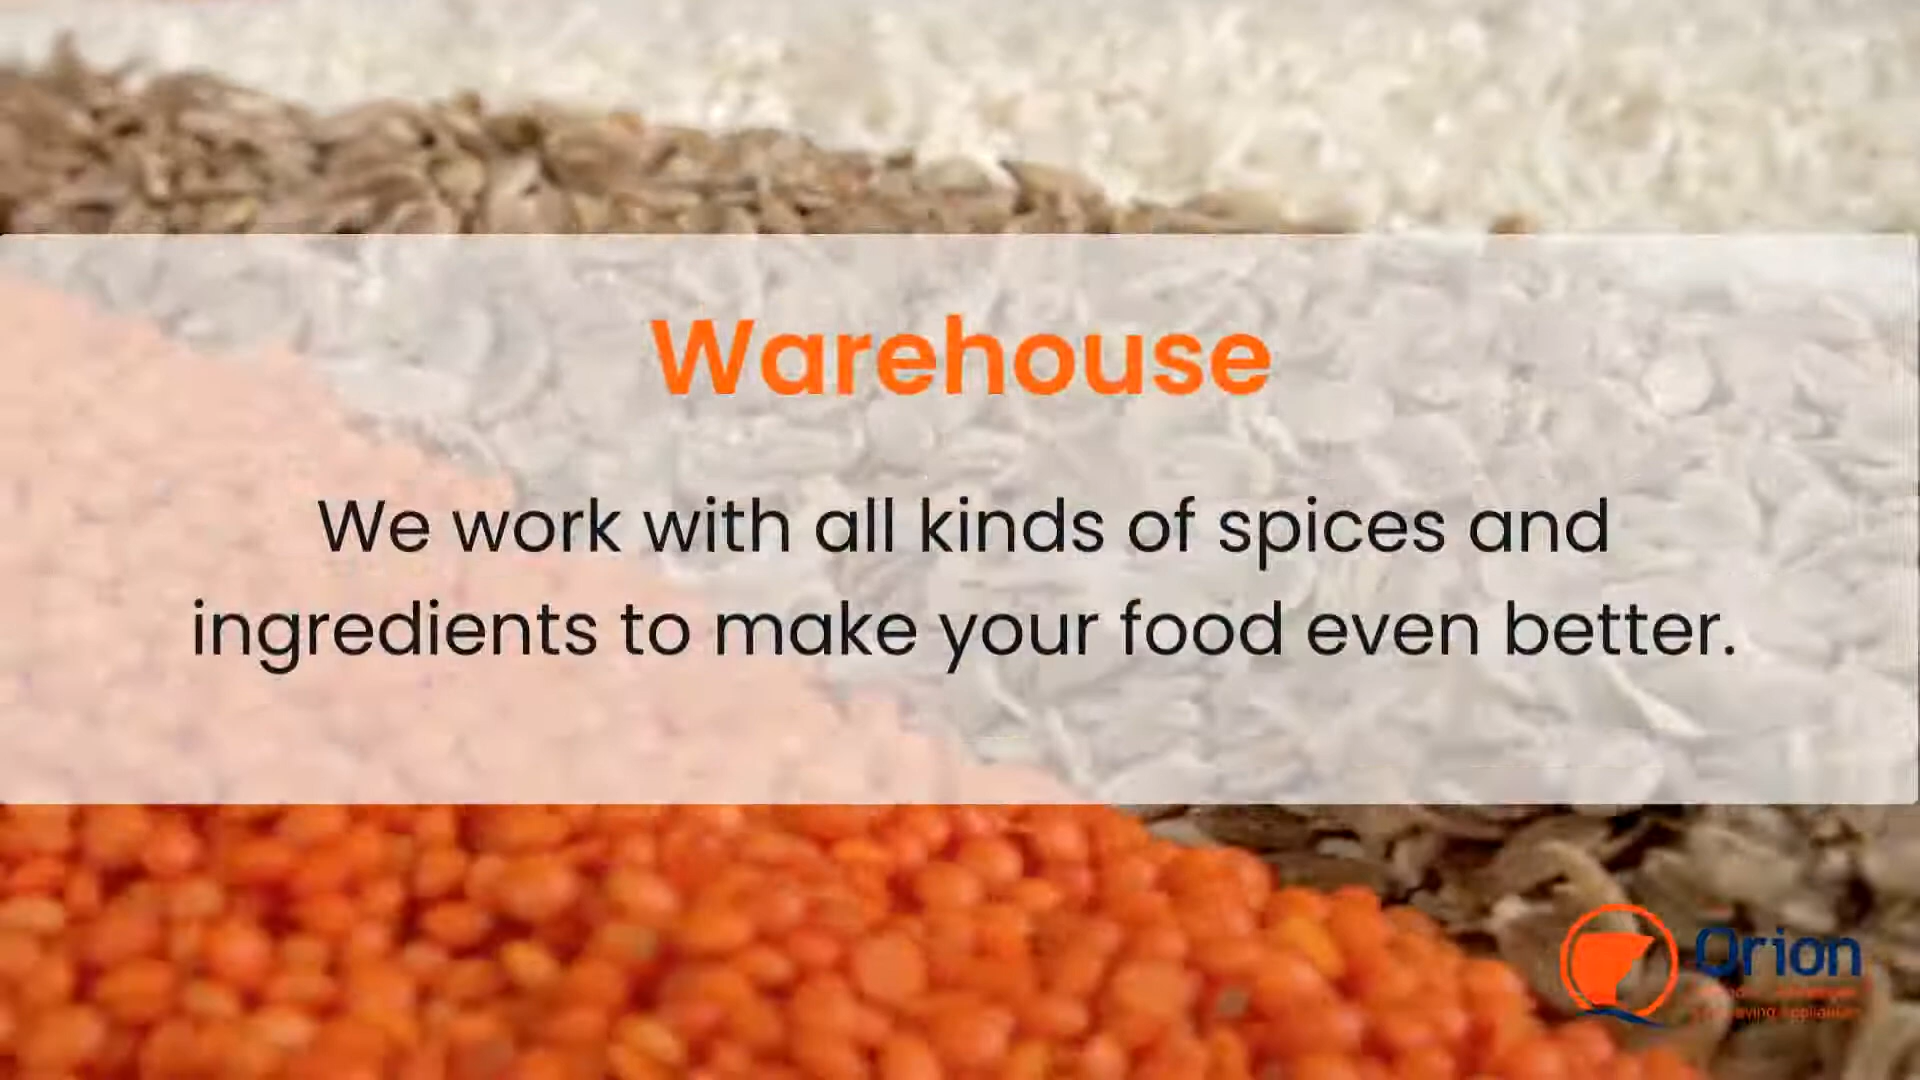 Warehouse
We work with all kinds of spices and
ingredients to make your food even better.
Orion